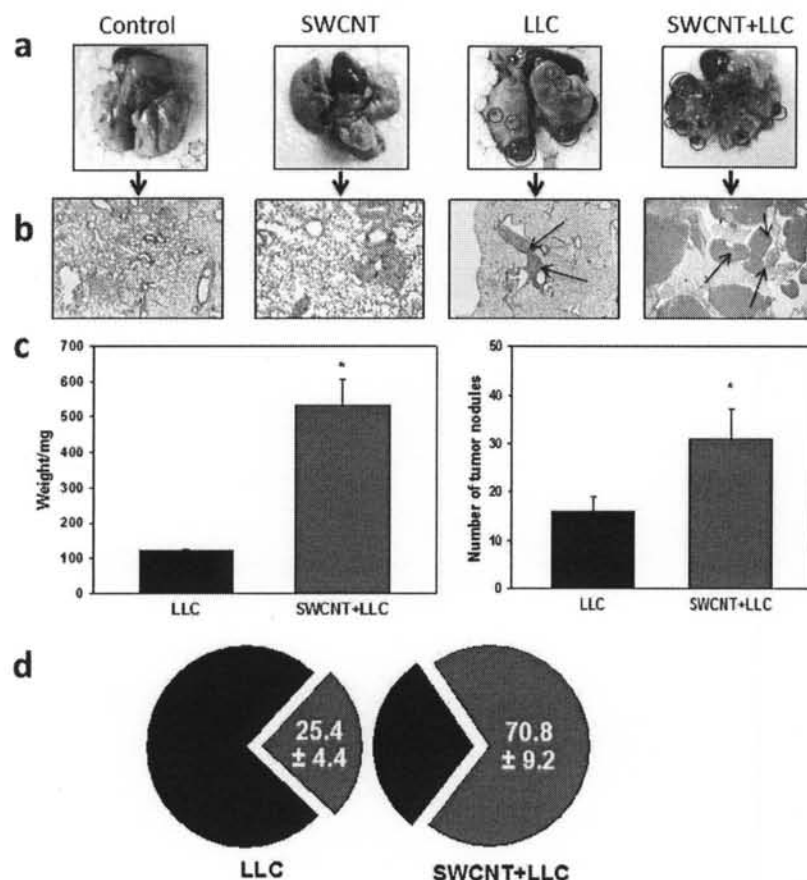 Control SWCNT LLC SWCNT+LLC
a
b
c
700
600
500
400
300
200
100
0
Weight/mg
*
LLC SWCNT+LLC
50
40
30
20
10
0
Number of tumor nodules
*
LLC SWCNT+LLC
d
25.4
± 4.4
70.8
± 9.2
LLC SWCNT+LLC